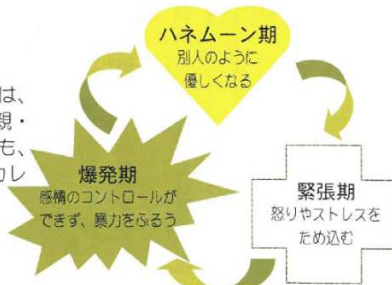 ハネムーン期
別人のように
優しくなる
は、
親・
も、
カレ
爆発期
感情のコントロールが
できず、暴力をふるう
緊張期
怒りやストレスを
ため込む